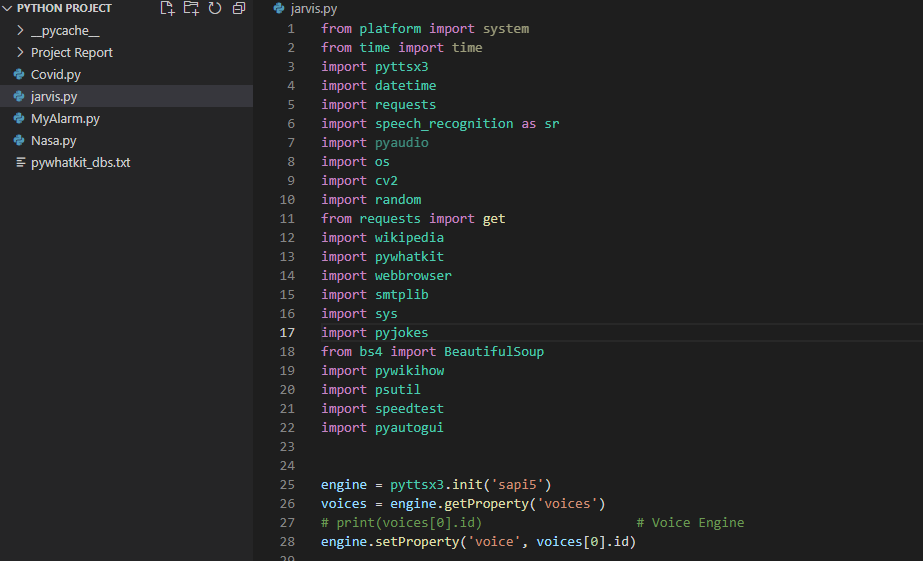 PYTHON PROJECT
__pycache__
Project Report
Covid.py
jarvis.py
MyAlarm.py
Nasa.py
pywhatkit_dbs.txt
jarvis.py
1 from platform import system
2 from time import time
3 import pyttsx3
4 import datetime
5 import requests
6 import speech_recognition as sr
7 import pyaudio
8 import os
9 import cv2
10 import random
11 from requests import get
12 import wikipedia
13 import pywhatkit
14 import webbrowser
15 import smtplib
16 import sys
17 import pyjokes
18 from bs4 import BeautifulSoup
19 import pywikihow
20 import psutil
21 import speedtest
22 import pyautogui
23
24
25 engine = pyttsx3.init('sapi5')
26 voices = engine.getProperty('voices')
27 # print(voices[0].id) # Voice Engine
28 engine.setProperty('voice', voices[0].id)
29